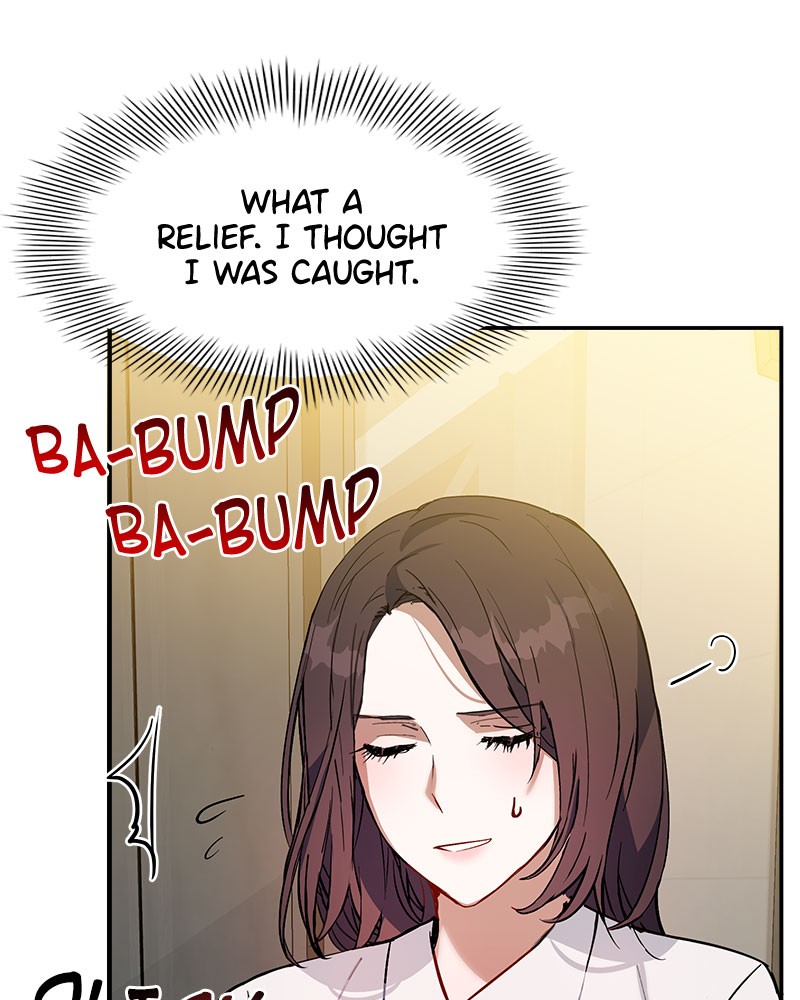 WHAT A
RELIEF. I THOUGHT
I WAS CAUGHT.
BA-BUMP
BA-BUMP